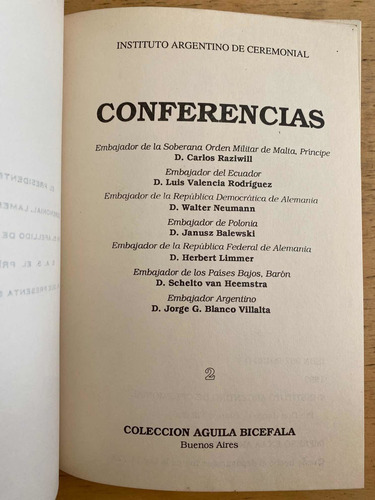 INSTITUTO ARGENTINO DE CEREMONIAL
CONFERENCIAS
Embajador de la Soberana Orden Militar de Malta, Príncipe
D. Carlos Raziwill
Embajador del Ecuador
D. Luis Valencia Rodríguez
Embajador de la República Democrática de Alemania
D. Walter Neumann
Embajador de Polonia
D. Janusz Balewski
Embajador de la República Federal de Alemania
D. Herbert Limmer
Embajador de los Países Bajos, Barón
D. Schelto van Heemstra
Embajador Argentino
D. Jorge G. Blanco Villalta
2
COLECCION AGUILA BICEFALA
Buenos Aires